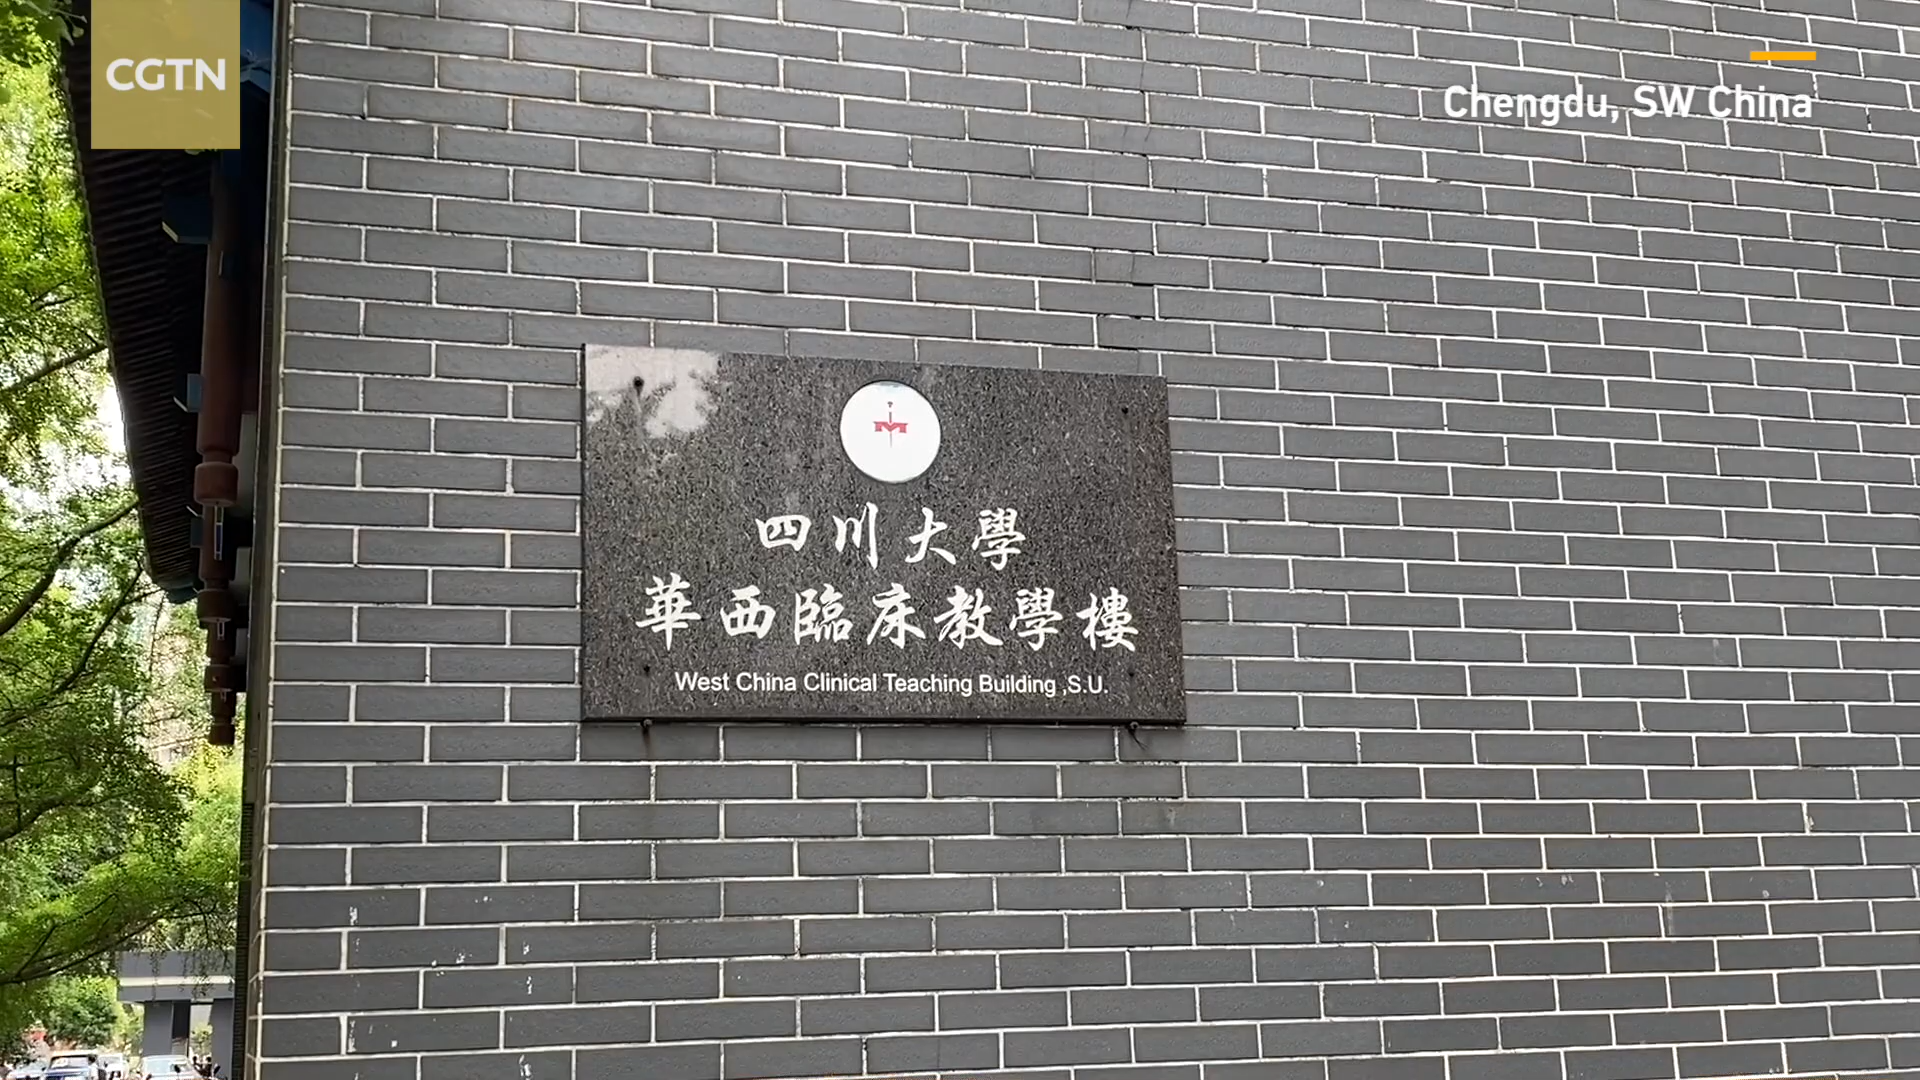 CGTN
Chengdu, SW China
四川大學
華西臨床教學樓
West China Clinical Teaching Building ,S.U.